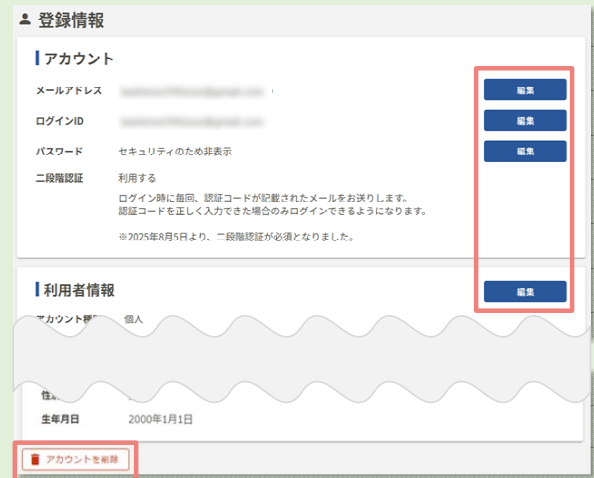 登録情報
アカウント
メールアドレス
編集
ログインID
編集
パスワード セキュリティのため非表示
編集
二段階認証 利用する
ログイン時に毎回、認証コードが記載されたメールをお送りします。
認証コードを正しく入力できた場合のみログインできるようになります。
※2025年8月5日より、二段階認証が必須となりました。
利用者情報
編集
アカウント種 個人
生年月日 2000年1月1日
アカウントを削除